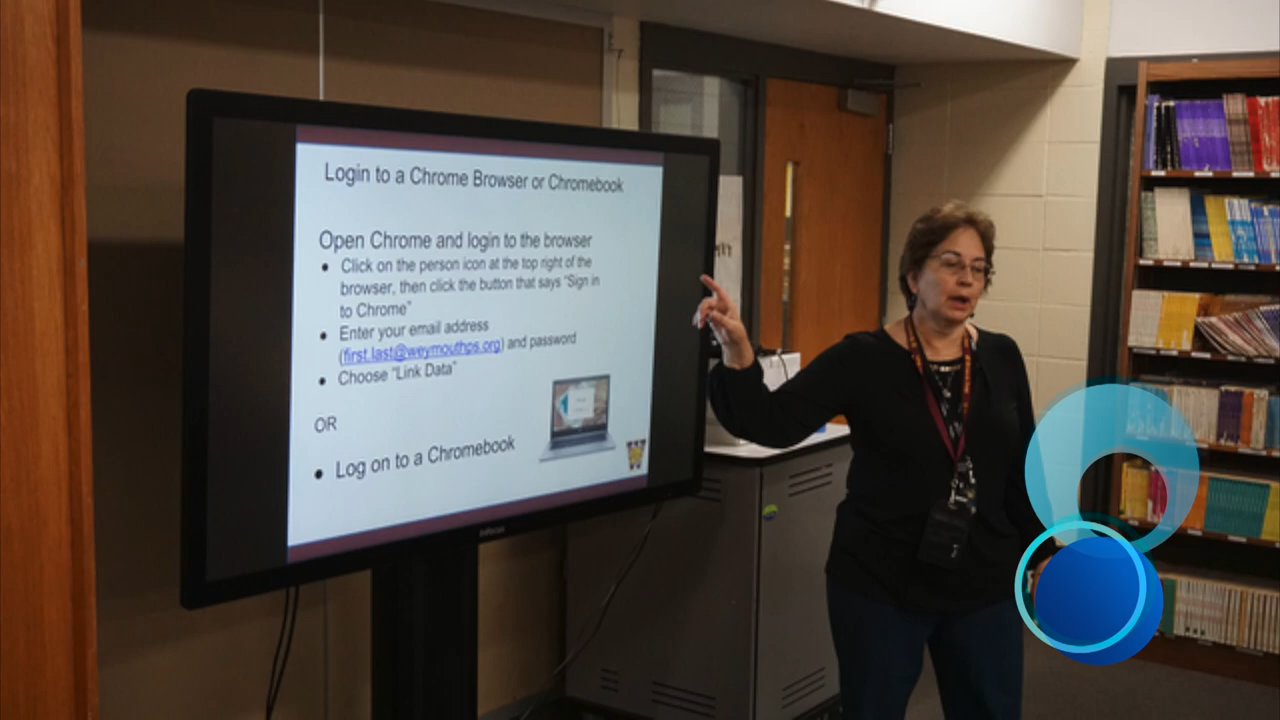 Login to a Chrome Browser or Chromebook
Open Chrome and login to the browser
• Click on the person icon at the top right of the
browser, then click the button that says “Sign in
to Chrome”
• Enter your email address
(first.last@weymouthps.org) and password
• Choose “Link Data”
OR
• Log on to a Chromebook
W
InFocus